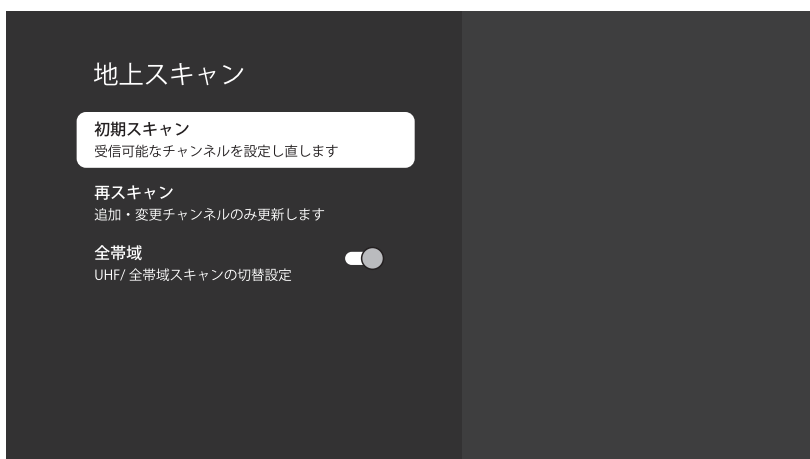 地上スキャン
初期スキャン
受信可能なチャンネルを設定し直します
再スキャン
追加・変更チャンネルのみ更新します
全帯域
UHF/ 全帯域スキャンの切替設定